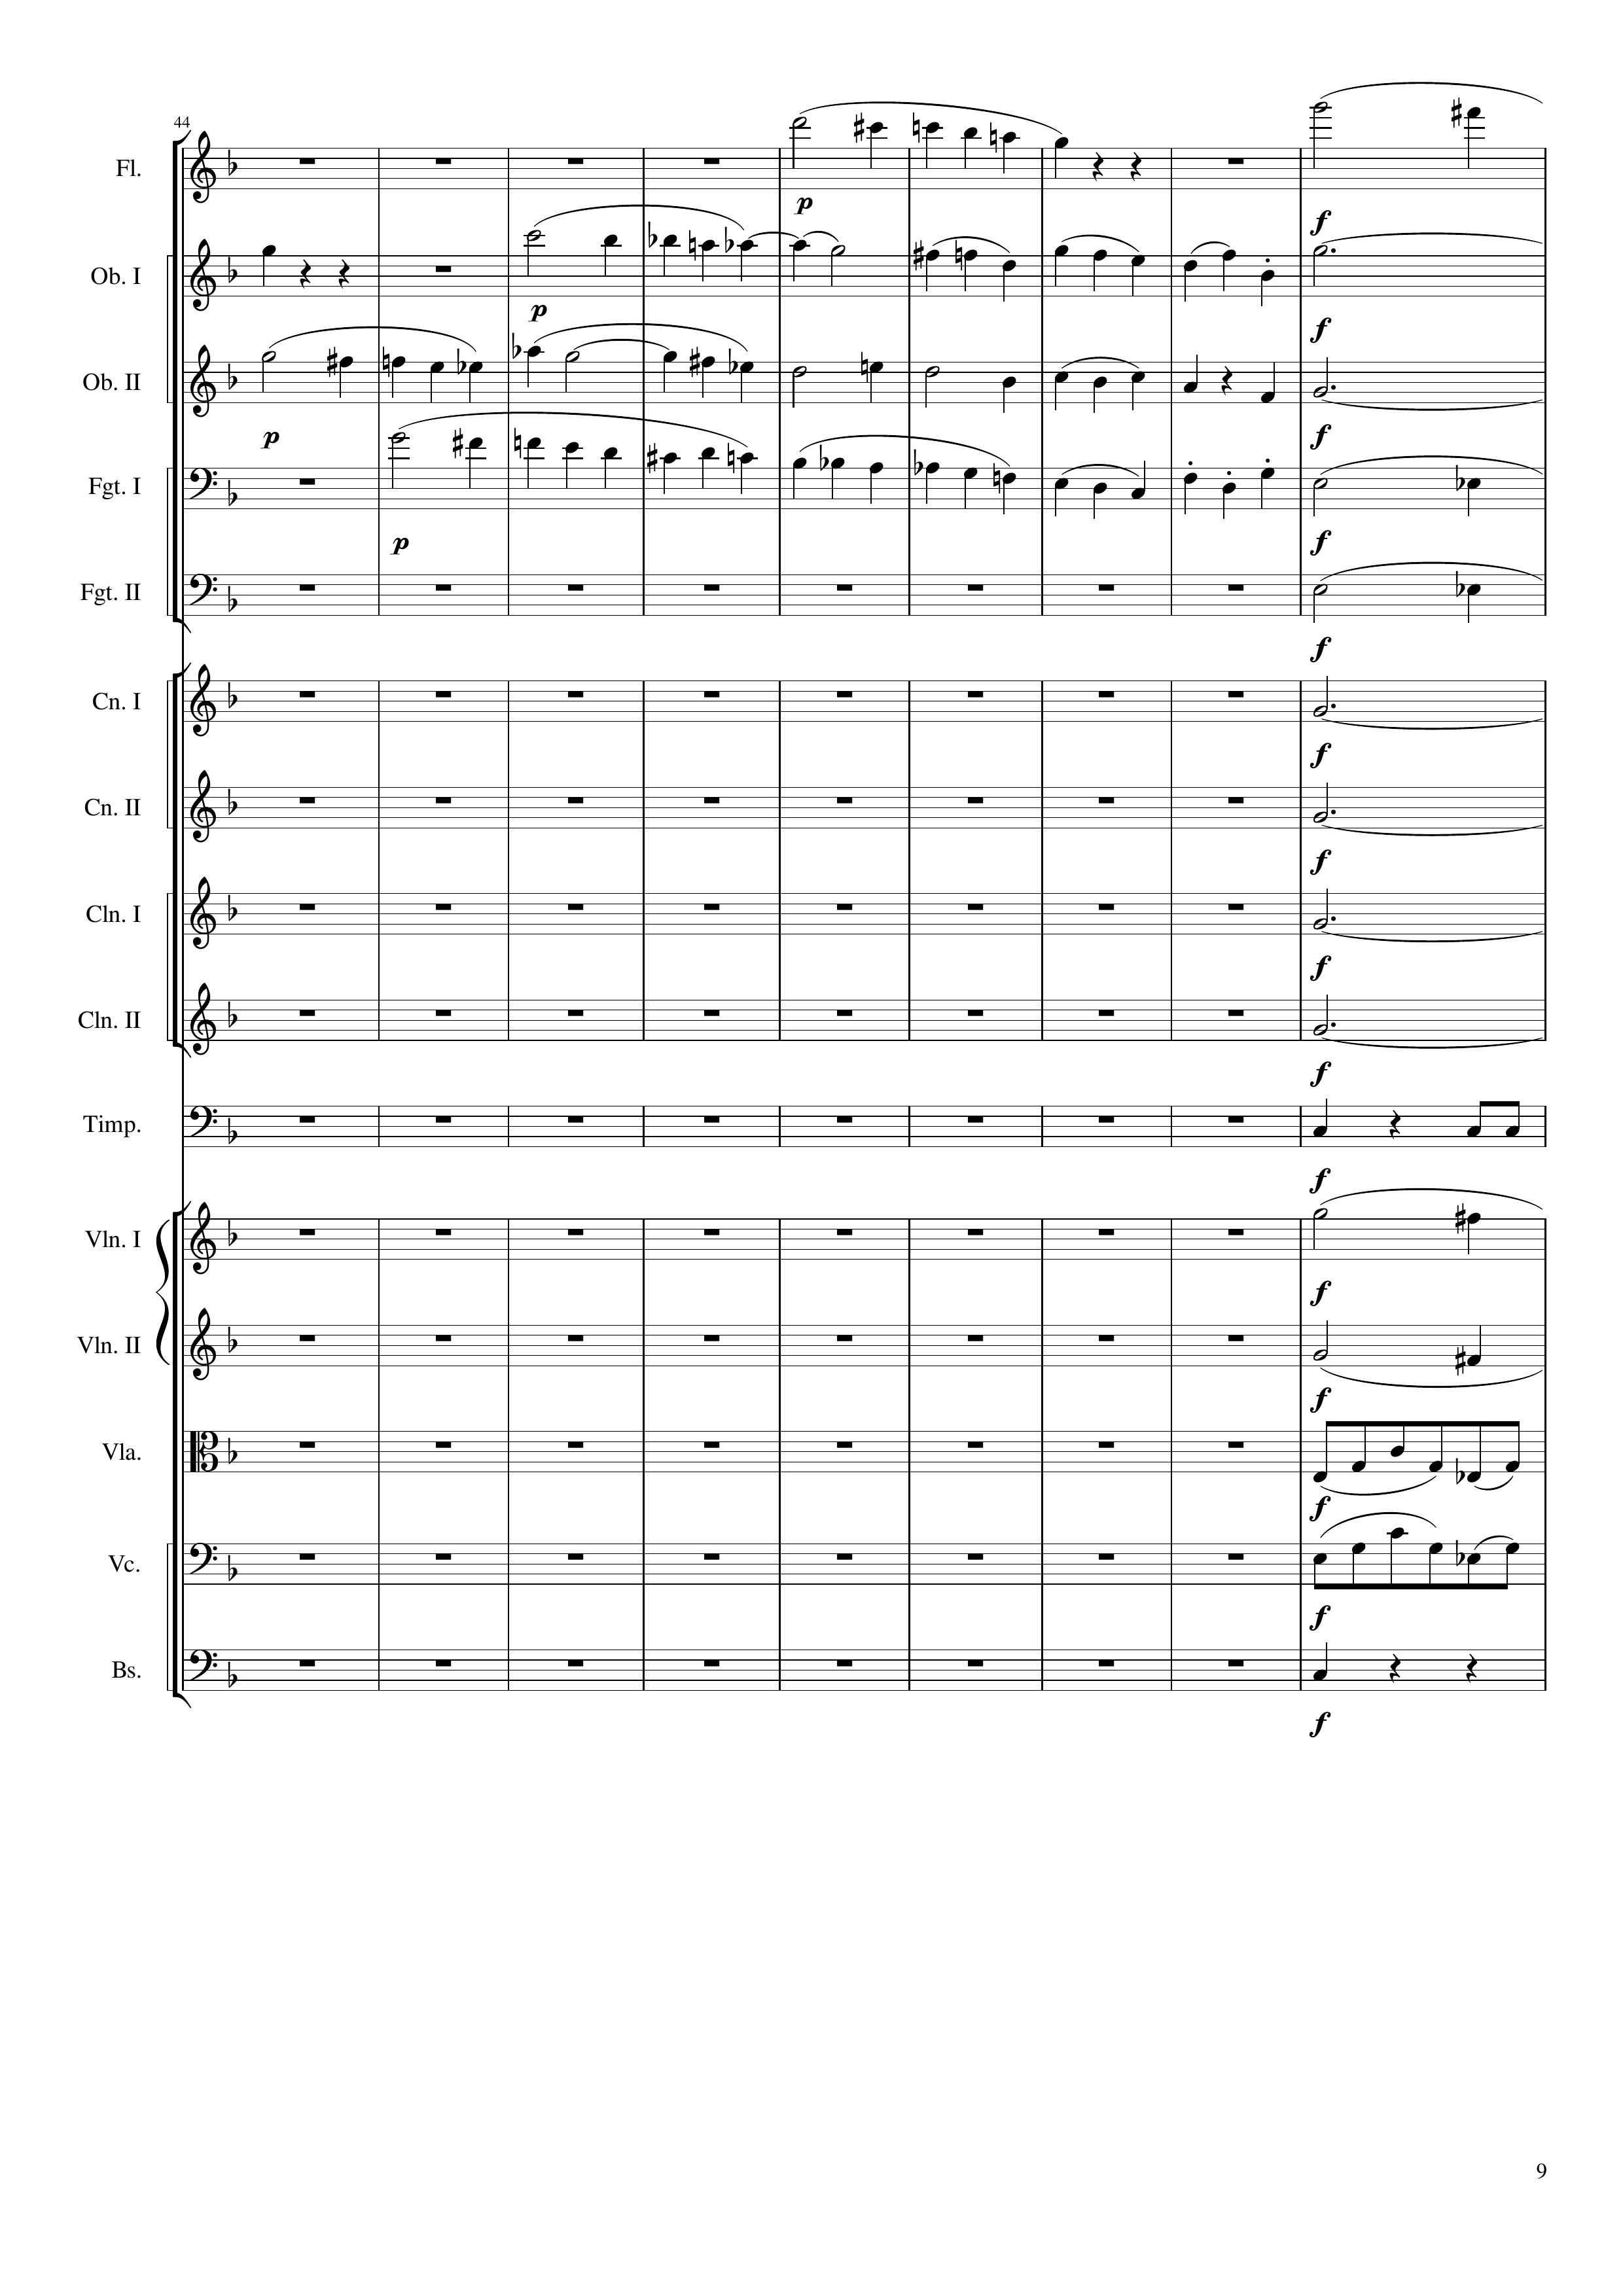 44
Fl.
p
f
Ob. I
p
f
Ob. II
p
f
Fgt. I
p
f
Fgt. II
f
Cn. I
f
Cn. II
f
Cln. I
f
Cln. II
f
Timp.
f
Vln. I
f
Vln. II
f
Vla.
f
Vc.
f
Bs.
f
9